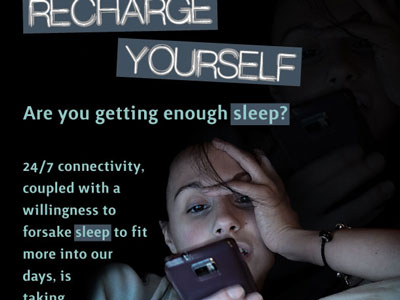 RECHARGE
YOURSELF
Are you getting enough sleep?
24/7 connectivity,
coupled with a
willingness to
forsake sleep to fit
more into our
days, is
taking